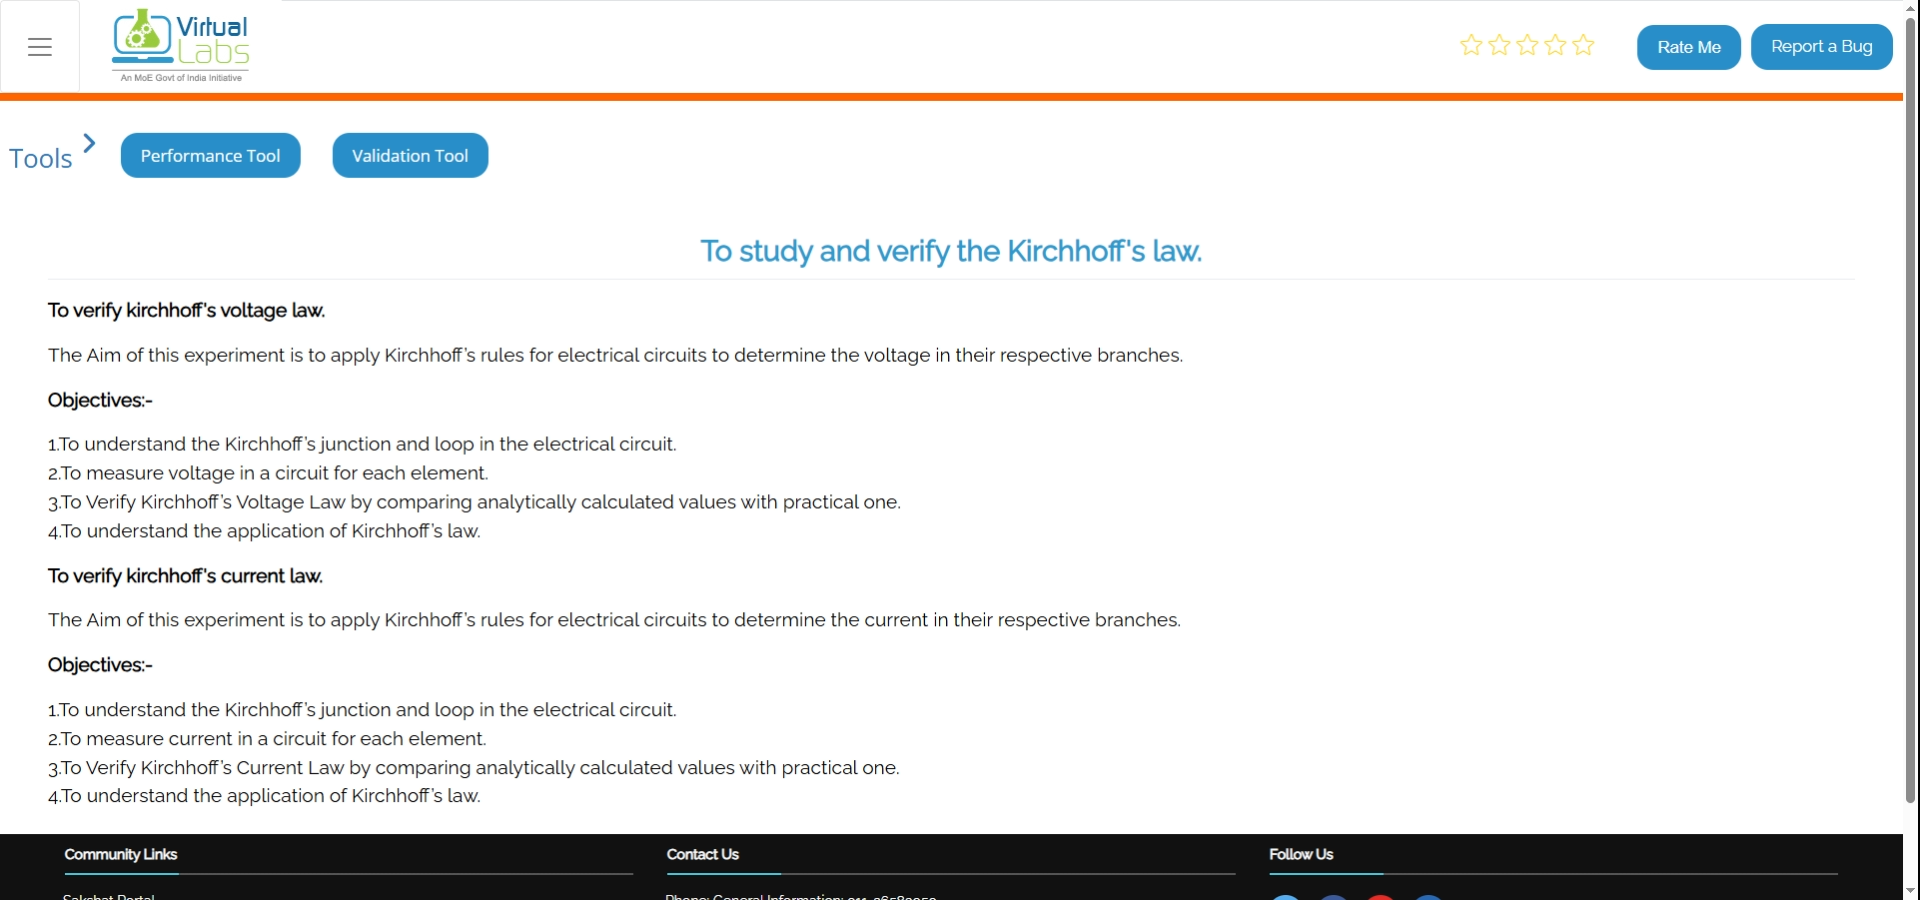 Virtual
Labs
An MoE Govt of India Initiative
Rate Me
Report a Bug
Tools
Performance Tool
Validation Tool
To study and verify the Kirchhoff's law.
To verify kirchhoff's voltage law.
The Aim of this experiment is to apply Kirchhoff's rules for electrical circuits to determine the voltage in their respective branches.
Objectives:-
1.To understand the Kirchhoff's junction and loop in the electrical circuit.
2.To measure voltage in a circuit for each element.
3.To Verify Kirchhoff's Voltage Law by comparing analytically calculated values with practical one.
4.To understand the application of Kirchhoff's law.
To verify kirchhoff's current law.
The Aim of this experiment is to apply Kirchhoff's rules for electrical circuits to determine the current in their respective branches.
Objectives:-
1.To understand the Kirchhoff's junction and loop in the electrical circuit.
2.To measure current in a circuit for each element.
3.To Verify Kirchhoff's Current Law by comparing analytically calculated values with practical one.
4.To understand the application of Kirchhoff's law.
Community Links
Contact Us
Follow Us
Sakshat Portal
Phone: General Information: